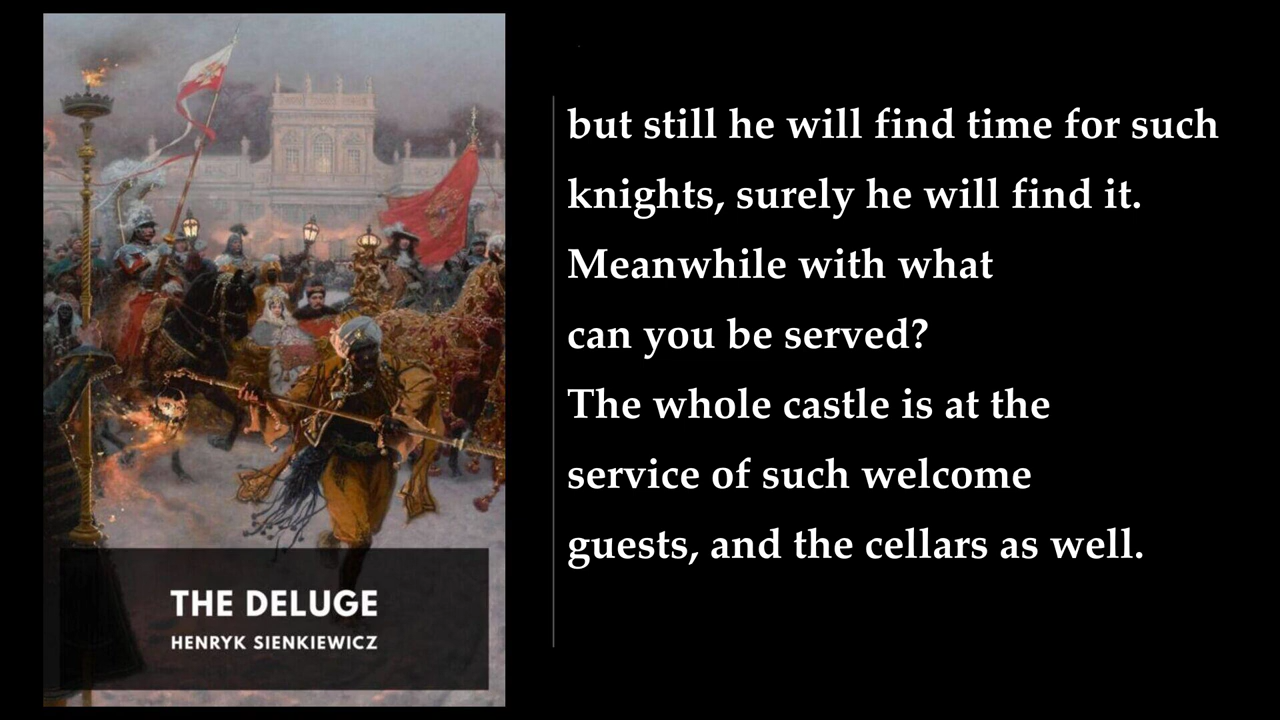 but still he will find time for such
knights, surely he will find it.
Meanwhile with what
can you be served?
The whole castle is at the
service of such welcome
guests, and the cellars as well.
THE DELUGE
HENRYK SIENKIEWICZ